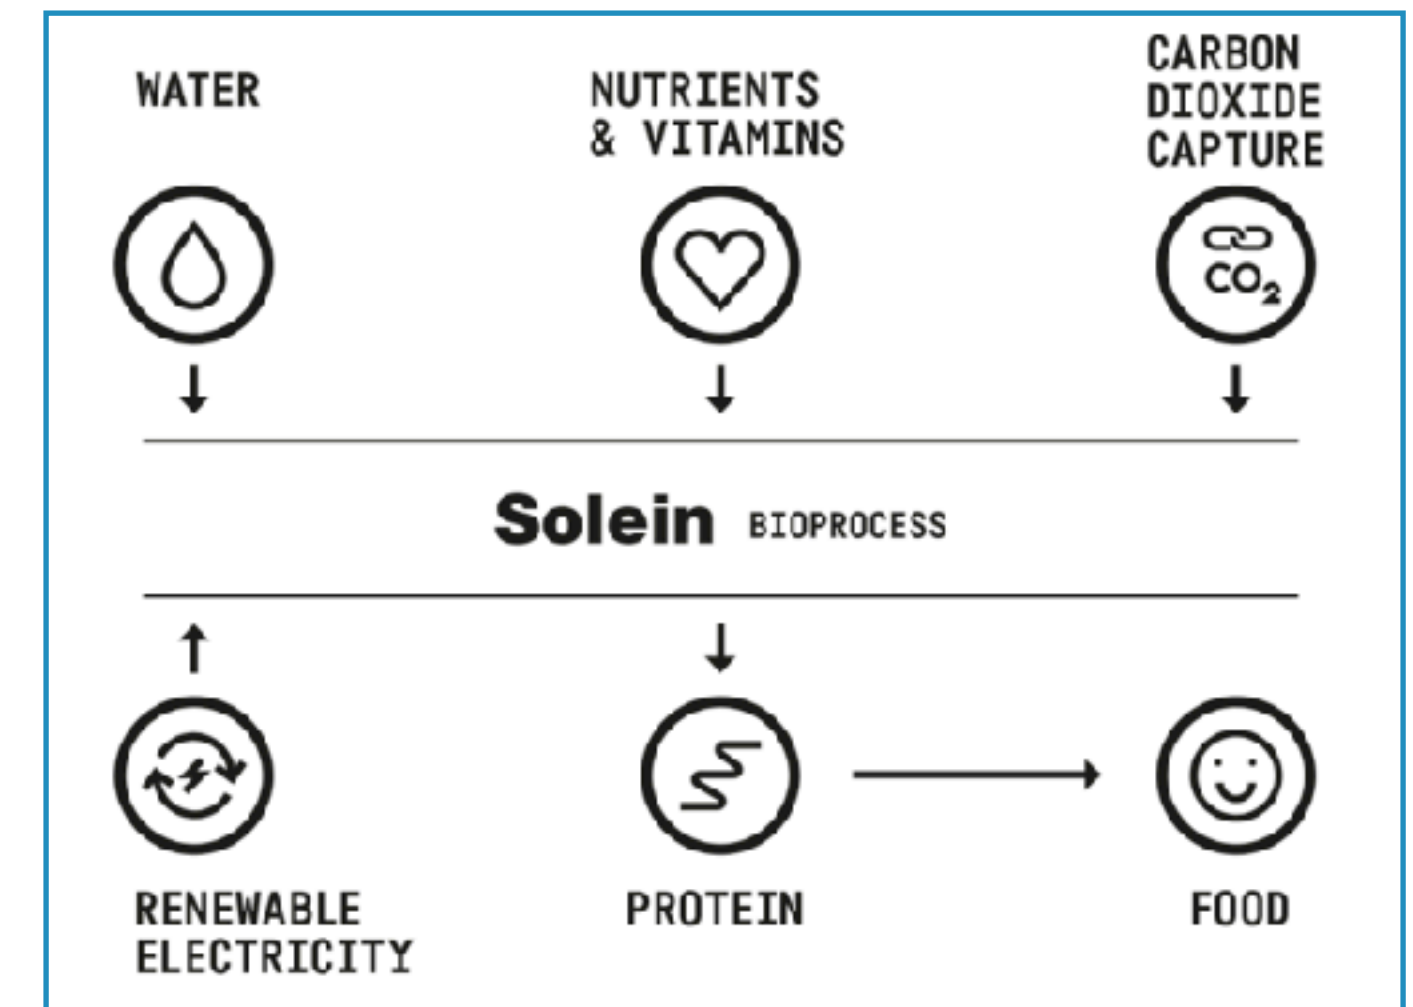 WATER
NUTRIENTS
& VITAMINS
CARBON
DIOXIDE
CAPTURE
CO₂
Solein BIOPROCESS
RENEWABLE
ELECTRICITY
PROTEIN
FOOD